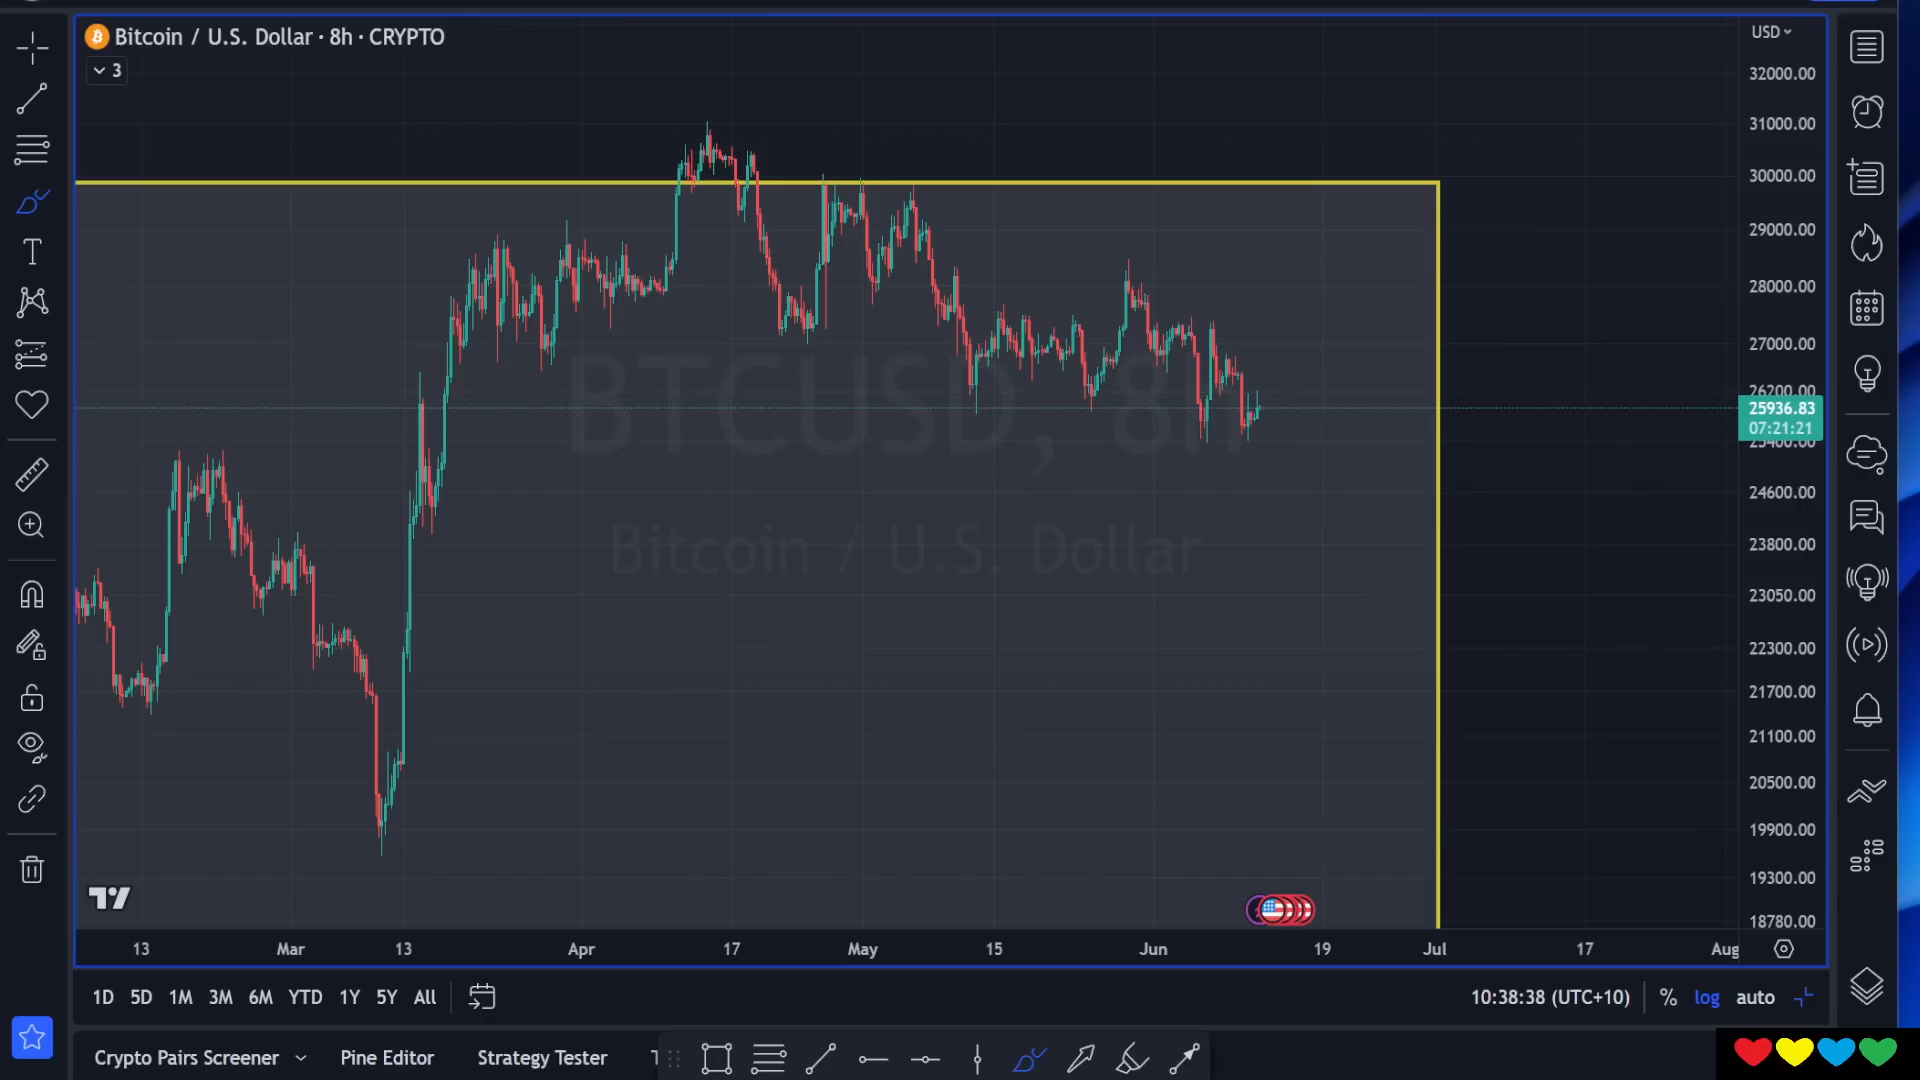 Bitcoin / U.S. Dollar · 8h · CRYPTO
3
USD
32000.00
31000.00
30000.00
29000.00
28000.00
27000.00
26200.00
25936.83
07:21:21
25400.00
24600.00
23800.00
23050.00
22300.00
21700.00
21100.00
20500.00
19900.00
19300.00
18780.00
BTCUSD, 8h
Bitcoin / U.S. Dollar
13 Mar 13 Apr 17 May 15 Jun 19 Jul 17 Aug
1D 5D 1M 3M 6M YTD 1Y 5Y All
10:38:38 (UTC+10) % log auto
Crypto Pairs Screener Pine Editor Strategy Tester